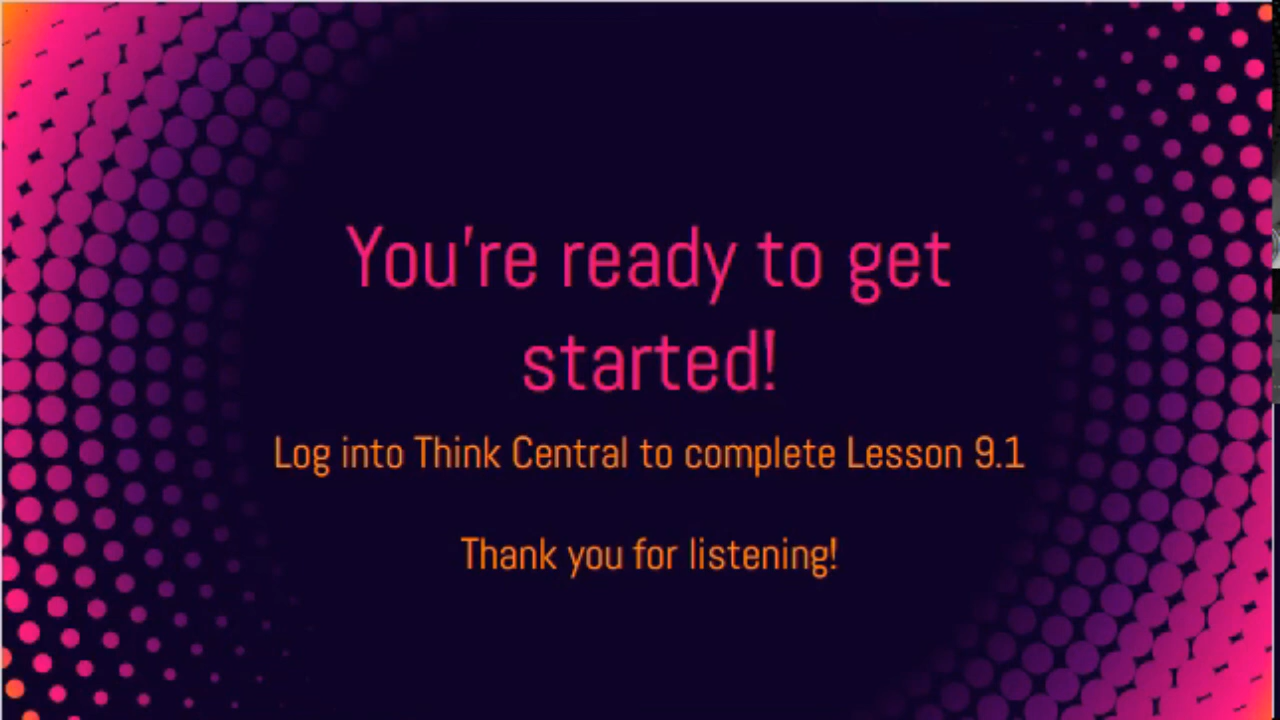 You're ready to get
started!
Log into Think Central to complete Lesson 9.1
Thank you for listening!